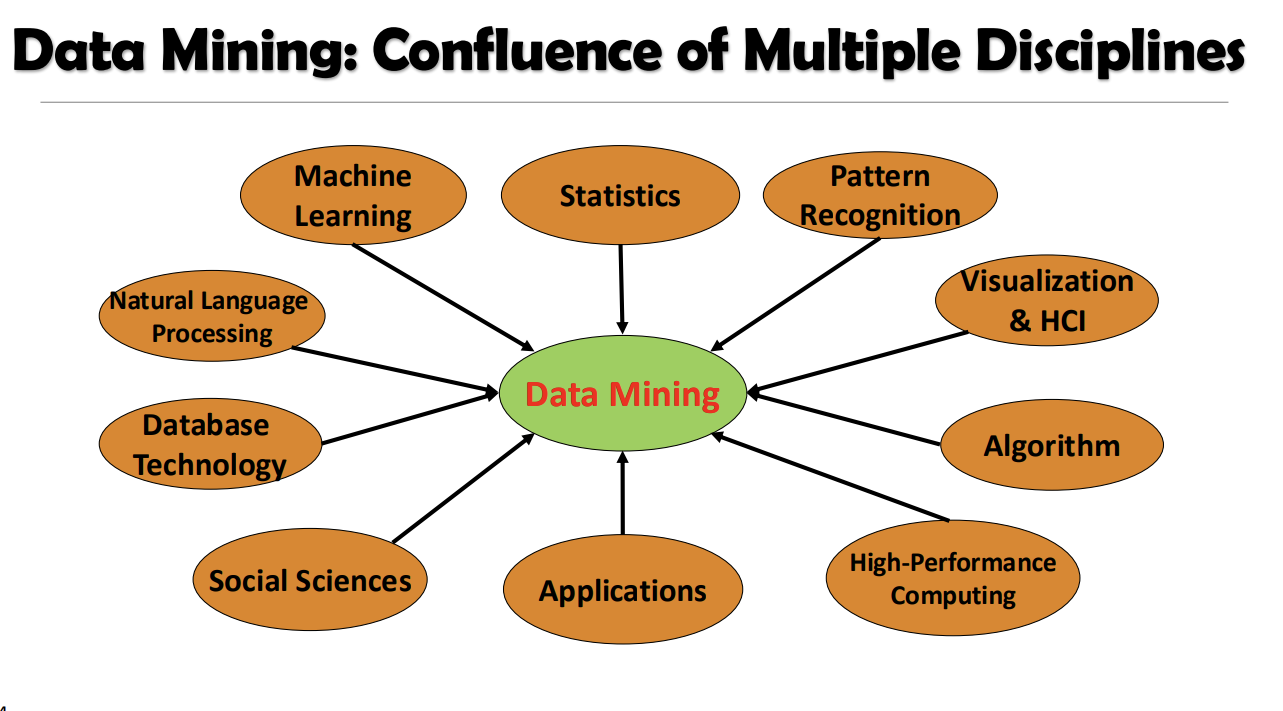 Data Mining: Confluence of Multiple Disciplines
Machine
Learning
Statistics
Pattern
Recognition
Visualization
& HCI
Natural Language
Processing
Data Mining
Database
Technology
Algorithm
Social Sciences
Applications
High-Performance
Computing